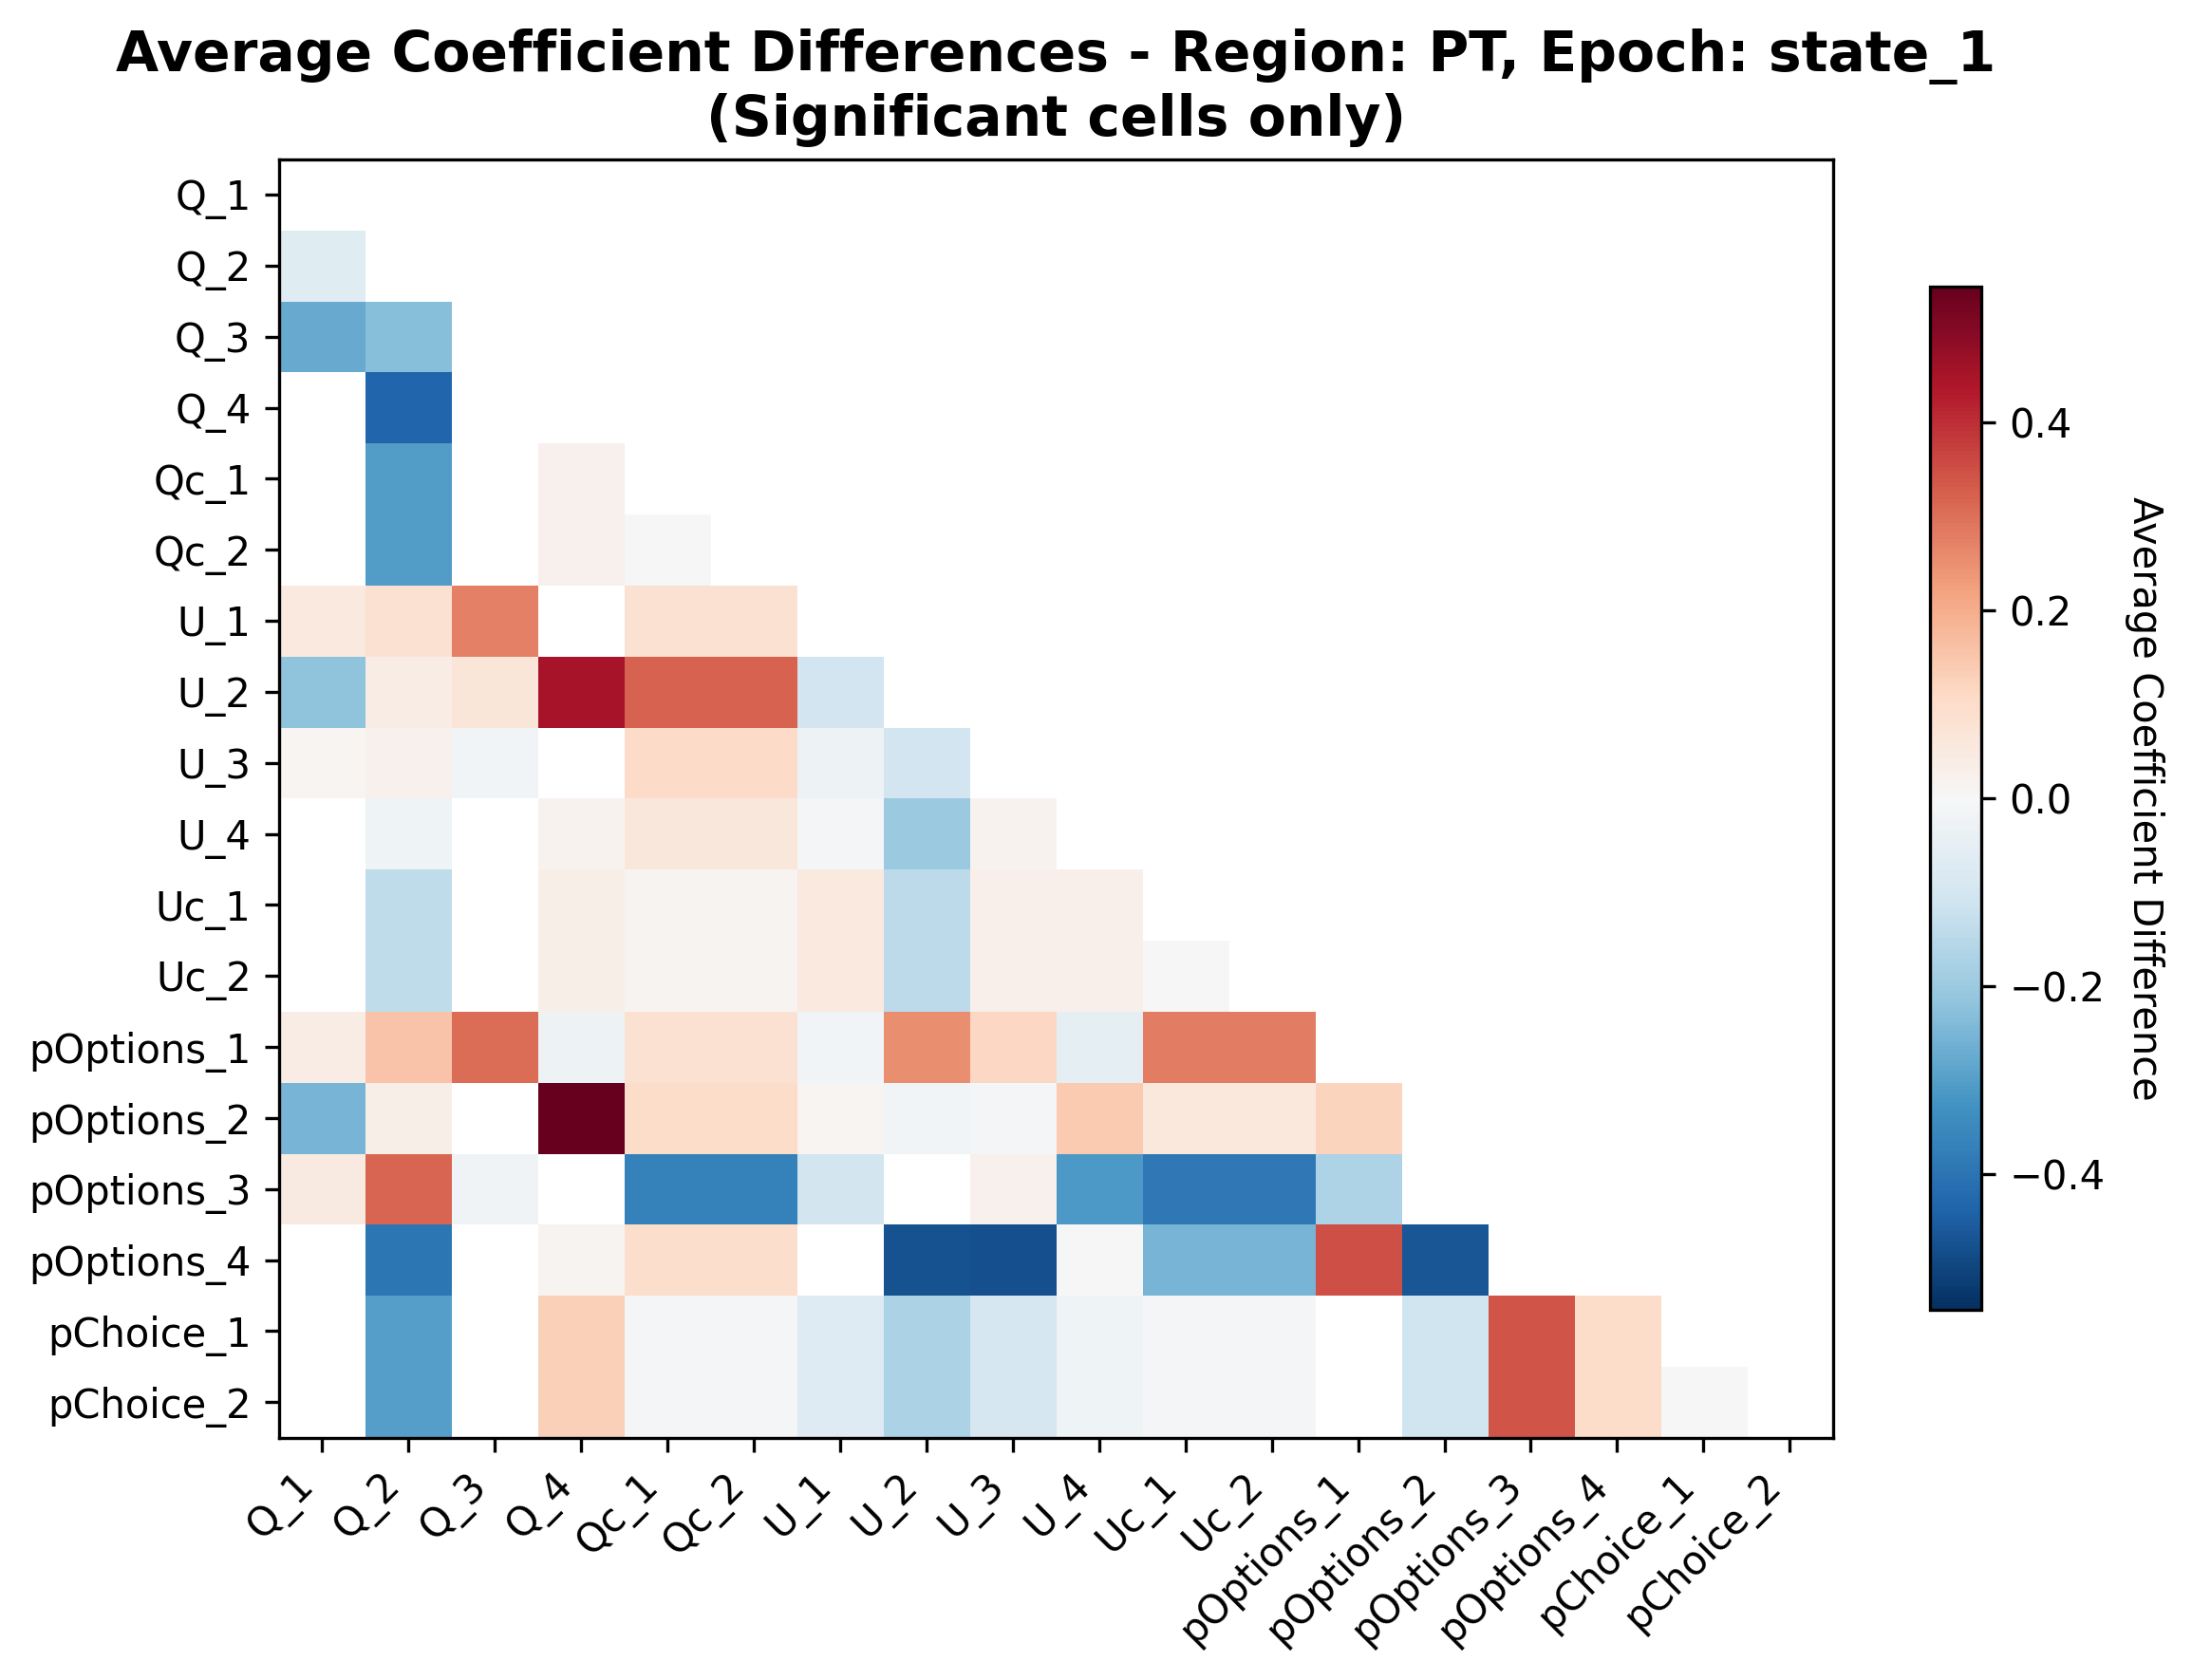 Average Coefficient Differences - Region: PT, Epoch: state_1
(Significant cells only)
Q_1
Q_2
Q_3
Q_4
Qc_1
Qc_2
U_1
U_2
U_3
U_4
Uc_1
Uc_2
pOptions_1
pOptions_2
pOptions_3
pOptions_4
pChoice_1
pChoice_2
Q_1
Q_2
Q_3
Q_4
Qc_1
Qc_2
U_1
U_2
U_3
U_4
Uc_1
Uc_2
pOptions_1
pOptions_2
pOptions_3
pOptions_4
pChoice_1
pChoice_2
0.4
0.2
0.0
−0.2
−0.4
Average Coefficient Difference